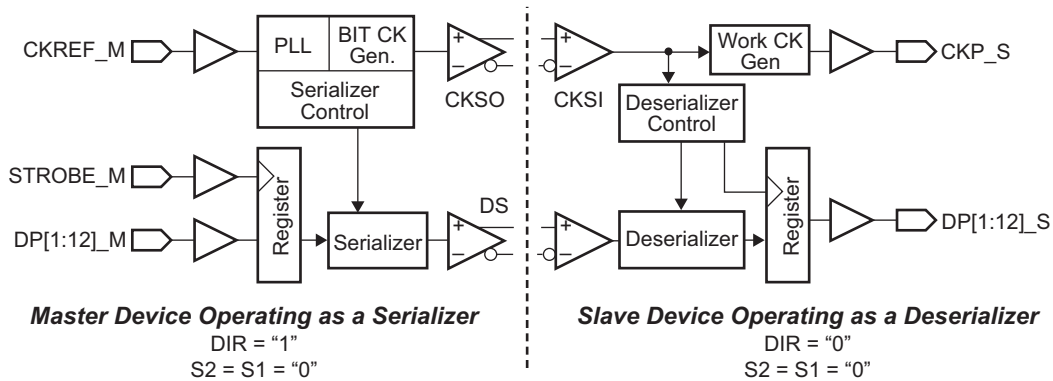 CKREF_M
PLL
BIT CK
Gen.
Serializer
Control
+
−
CKSO
STROBE_M
DP[1:12]_M
Register
Serializer
DS
+
−
Master Device Operating as a Serializer
DIR = “1”
S2 = S1 = “0”
+
−
CKSI
Work CK
Gen
CKP_S
Deserializer
Control
+
−
Deserializer
Register
DP[1:12]_S
Slave Device Operating as a Deserializer
DIR = “0”
S2 = S1 = “0”